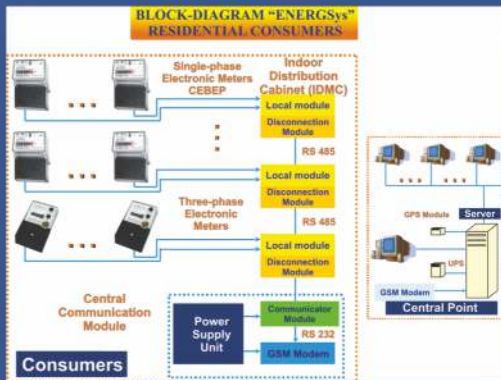 BLOCK-DIAGRAM "ENERGSys"
RESIDENTIAL CONSUMERS
Single-phase
Electronic Meters
CEBEP
Indoor
Distribution
Cabinet (IDMC)
Local module
Disconnection
Module
RS 485
Local module
Disconnection
Module
RS 485
Three-phase
Electronic
Meters
Local module
Disconnection
Module
Central
Communication
Module
Power
Supply
Unit
Communicator
Module
RS 232
GSM Modem
Consumers
Server
GPS Module
UPS
GSM Modem
Central Point